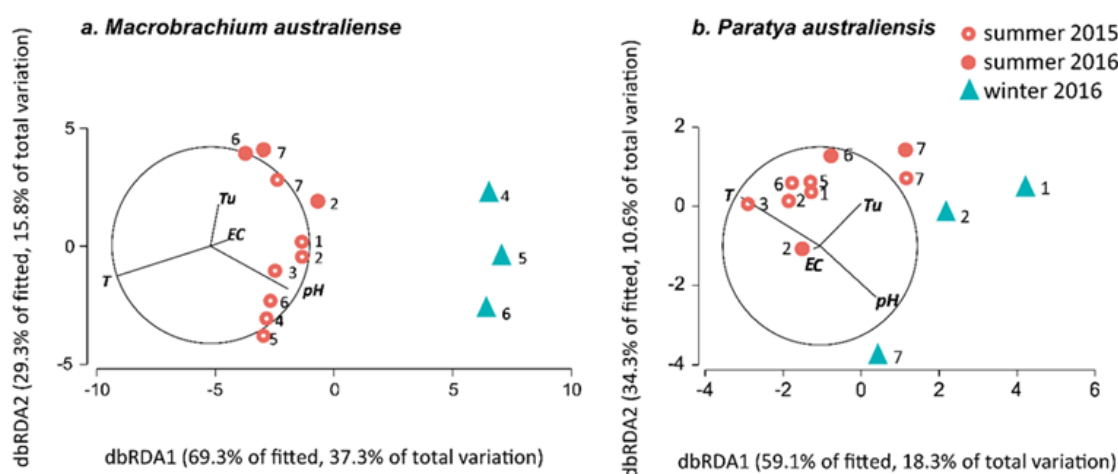 a. Macrobrachium australiense
b. Paratya australiensis
summer 2015
summer 2016
winter 2016
dbRDA2 (29.3% of fitted, 15.8% of total variation)
5
0
-5
-10
-5
0
5
10
6
7
7
2
Tu
EC
1
2
T
3
pH
6
4
5
4
5
6
dbRDA1 (69.3% of fitted, 37.3% of total variation)
dbRDA2 (34.3% of fitted, 10.6% of total variation)
2
0
-2
-4
-4
-2
0
2
4
6
7
6
7
6
5
1
T
3
2
Tu
1
2
2
EC
pH
7
dbRDA1 (59.1% of fitted, 18.3% of total variation)